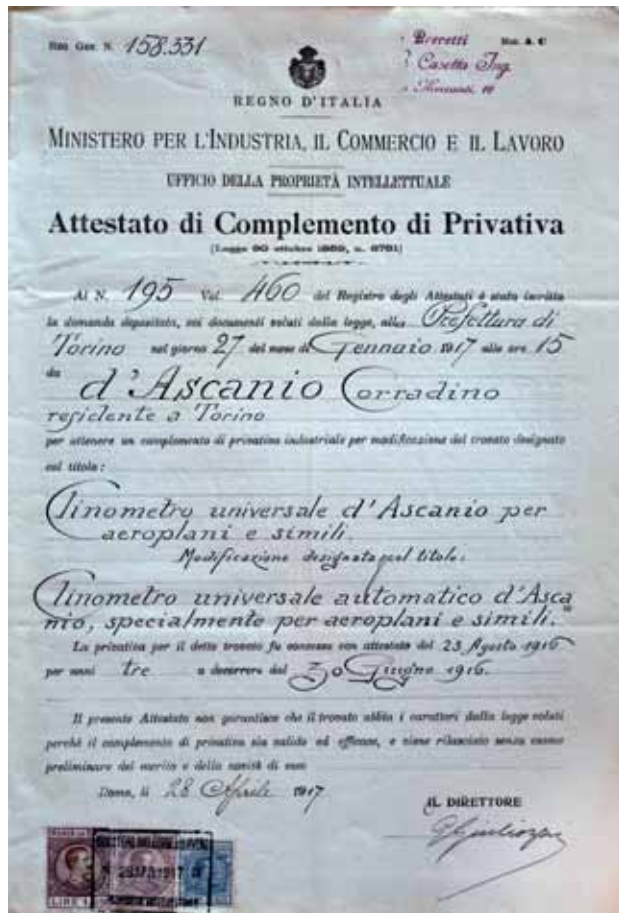 Reg. Gen. N. 158.331
Brevetti Mod. A. C
Casetta Ing.
REGNO D'ITALIA
MINISTERO PER L'INDUSTRIA, IL COMMERCIO E IL LAVORO
UFFICIO DELLA PROPRIETÀ INTELLETTUALE
Attestato di Complemento di Privativa
(Legge 30 ottobre 1859, n. 3731)
Al N. 195 Vol. 460 del Registro degli Attestati è stata inscritta
la domanda depositata, coi documenti voluti dalla legge, alla Prefettura di
Torino nel giorno 27 del mese di Gennaio 1917 alle ore 15
da
d'Ascanio Corradino
residente a Torino
per ottenere un complemento di privativa industriale per modificazione del trovato designato
col titolo:
Clinometro universale d'Ascanio per
aeroplani e simili.
Modificazione designata col titolo:
Clinometro universale automatico d'Asca
nio, specialmente per aeroplani e simili."
La privativa per il detto trovato fu concessa con attestato del 23 Agosto 1916
per anni tre a decorrere dal 30 Giugno 1916.
Il presente Attestato non garantisce che il trovato abbia i caratteri dalla legge voluti
perchè il complemento di privativa sia valido ed efficace, e viene rilasciato senza esame
preliminare del merito e della novità di esso
Roma, li 28 Aprile 1917
IL DIRETTORE